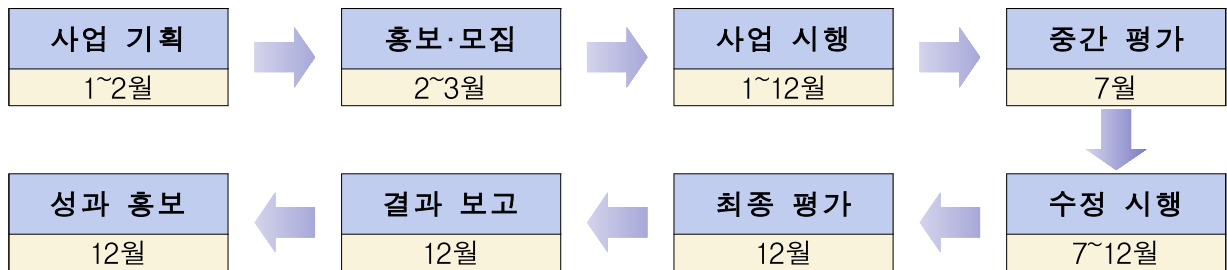 사업 기획
1~2월
홍보·모집
2~3월
사업 시행
1~12월
중간 평가
7월
수정 시행
7~12월
최종 평가
12월
결과 보고
12월
성과 홍보
12월